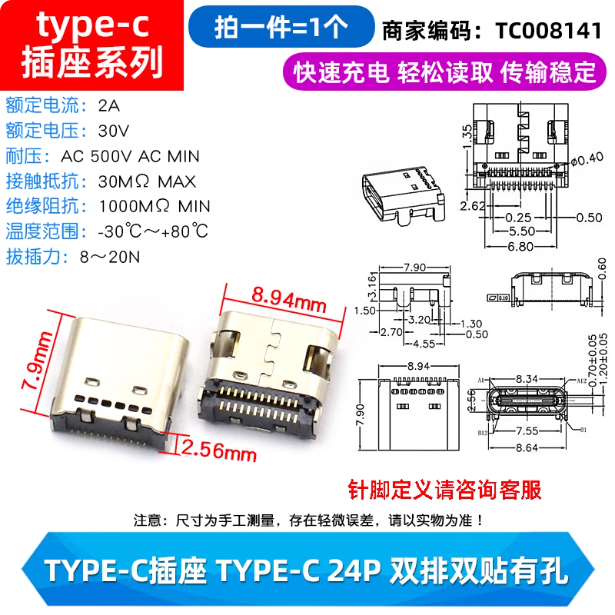 type-c
插座系列
拍一件=1个
商家编码：TC008141
快速充电 轻松读取 传输稳定
额定电流：2A
额定电压：30V
耐压：AC 500V AC MIN
接触抵抗：30MΩ MAX
绝缘阻抗：1000MΩ MIN
温度范围：-30℃～+80℃
拔插力：8～20N
1.35
ø0.40
2.62
0.25
0.50
5.50
6.80
7.90
3.16
1.50
3.20
1.30
2.70
0.50
4.55
0.60
0.10
8.94mm
7.9mm
2.56mm
8.94
7.90
A1
8.34
A12
2.56
0.70±0.05
1.20±0.05
B12
7.55
B1
8.64
针脚定义请咨询客服
注意：尺寸为手工测量，存在轻微误差，请以实物为准！
TYPE-C插座 TYPE-C 24P 双排双贴有孔